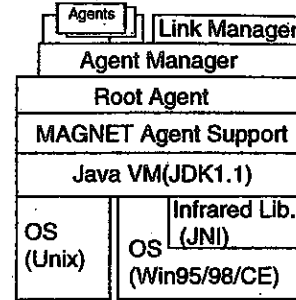 Agents
Link Manager
Agent Manager
Root Agent
MAGNET Agent Support
Java VM(JDK1.1)
OS
(Unix)
Infrared Lib.
(JNI)
OS
(Win95/98/CE)